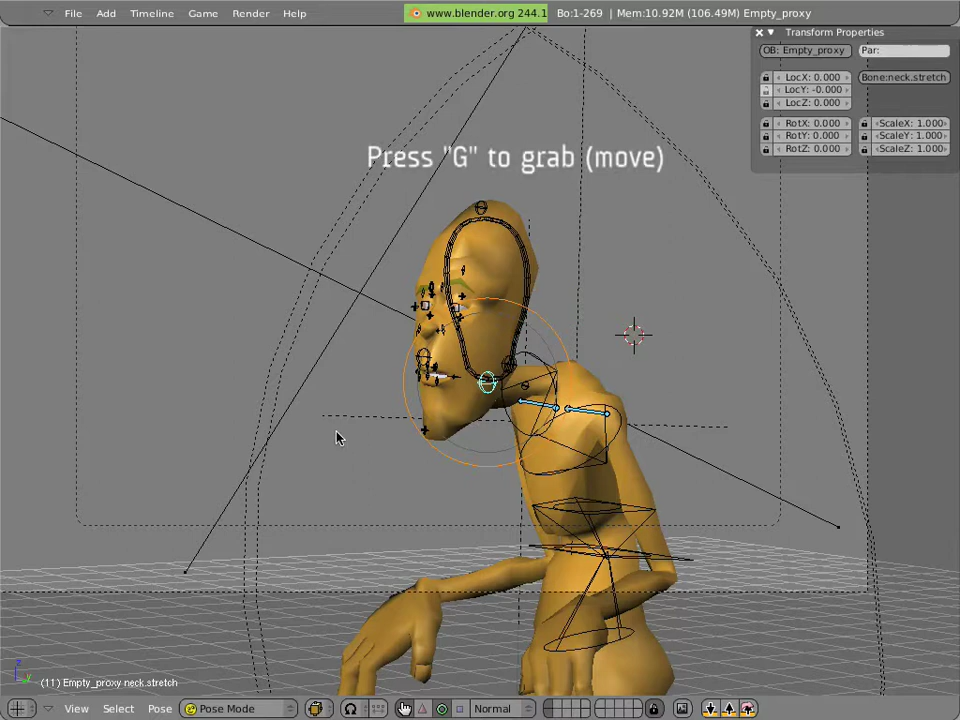 File Add Timeline Game Render Help www.blender.org 244.1 Bo:1-269 | Mem:10.92M (106.49M) Empty_proxy
Transform Properties
OB: Empty_proxy Par:
LocX: 0.000 Bone:neck.stretch
LocY: -0.000
LocZ: 0.000
RotX: 0.000 ScaleX: 1.000
RotY: 0.000 ScaleY: 1.000
RotZ: 0.000 ScaleZ: 1.000
Press "G" to grab (move)
z
y
(11) Empty_proxy neck.stretch
View Select Pose Pose Mode Normal